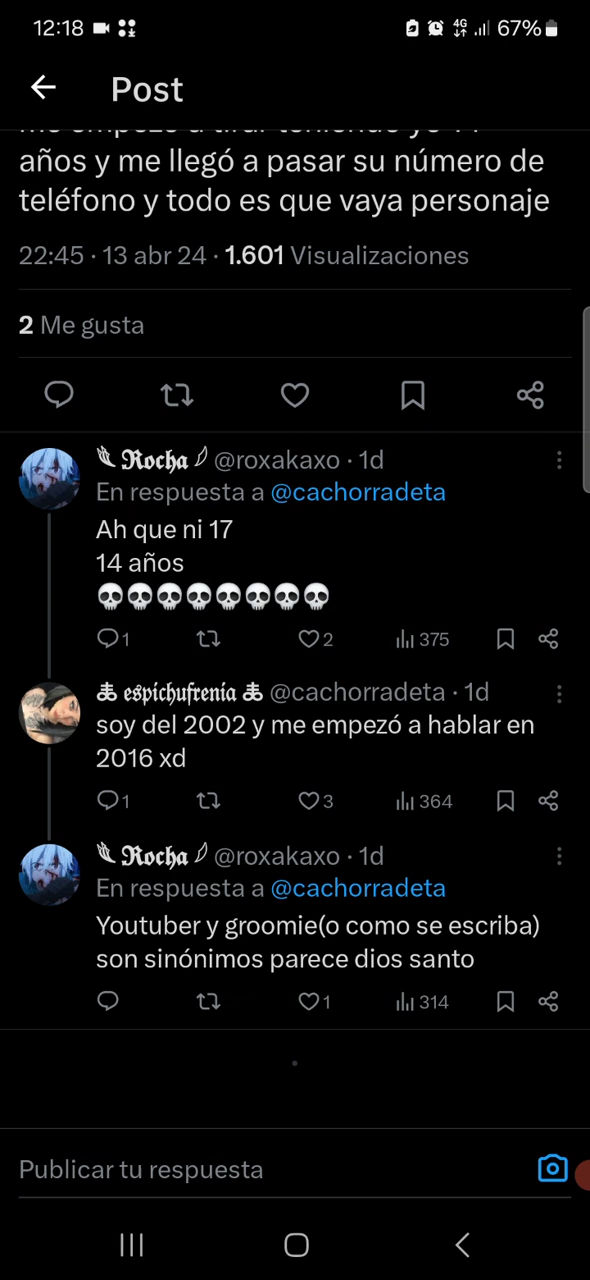 12:18 4G 67%
Post
años y me llegó a pasar su número de
teléfono y todo es que vaya personaje
22:45 · 13 abr 24 · 1.601 Visualizaciones
2 Me gusta
𝕽𝖔𝖈𝖍𝖆 @roxakaxo · 1d
En respuesta a @cachorradeta
Ah que ni 17
14 años
💀💀💀💀💀💀💀💀
1 2 375
𝖊𝖘𝖕𝖎𝖈𝖍𝖚𝖋𝖗𝖊𝖓𝖎𝖆 @cachorradeta · 1d
soy del 2002 y me empezó a hablar en
2016 xd
1 3 364
𝕽𝖔𝖈𝖍𝖆 @roxakaxo · 1d
En respuesta a @cachorradeta
Youtuber y groomie(o como se escriba)
son sinónimos parece dios santo
1 314
Publicar tu respuesta